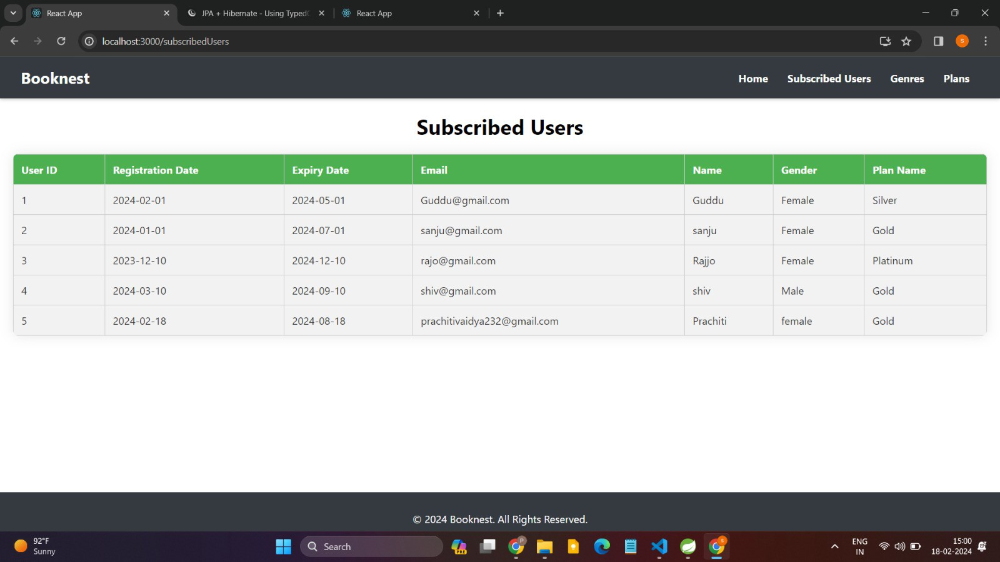 React App
JPA + Hibernate - Using Typed
React App
localhost:3000/subscribedUsers
S
Booknest
Home Subscribed Users Genres Plans
Subscribed Users
User ID Registration Date Expiry Date Email Name Gender Plan Name
1 2024-02-01 2024-05-01 Guddu@gmail.com Guddu Female Silver
2 2024-01-01 2024-07-01 sanju@gmail.com sanju Female Gold
3 2023-12-10 2024-12-10 rajo@gmail.com Rajjo Female Platinum
4 2024-03-10 2024-09-10 shiv@gmail.com shiv Male Gold
5 2024-02-18 2024-08-18 prachitivaidya232@gmail.com Prachiti female Gold
© 2024 Booknest. All Rights Reserved.
92°F
Sunny
Search
PRE
P
S
ENG
IN
15:00
18-02-2024